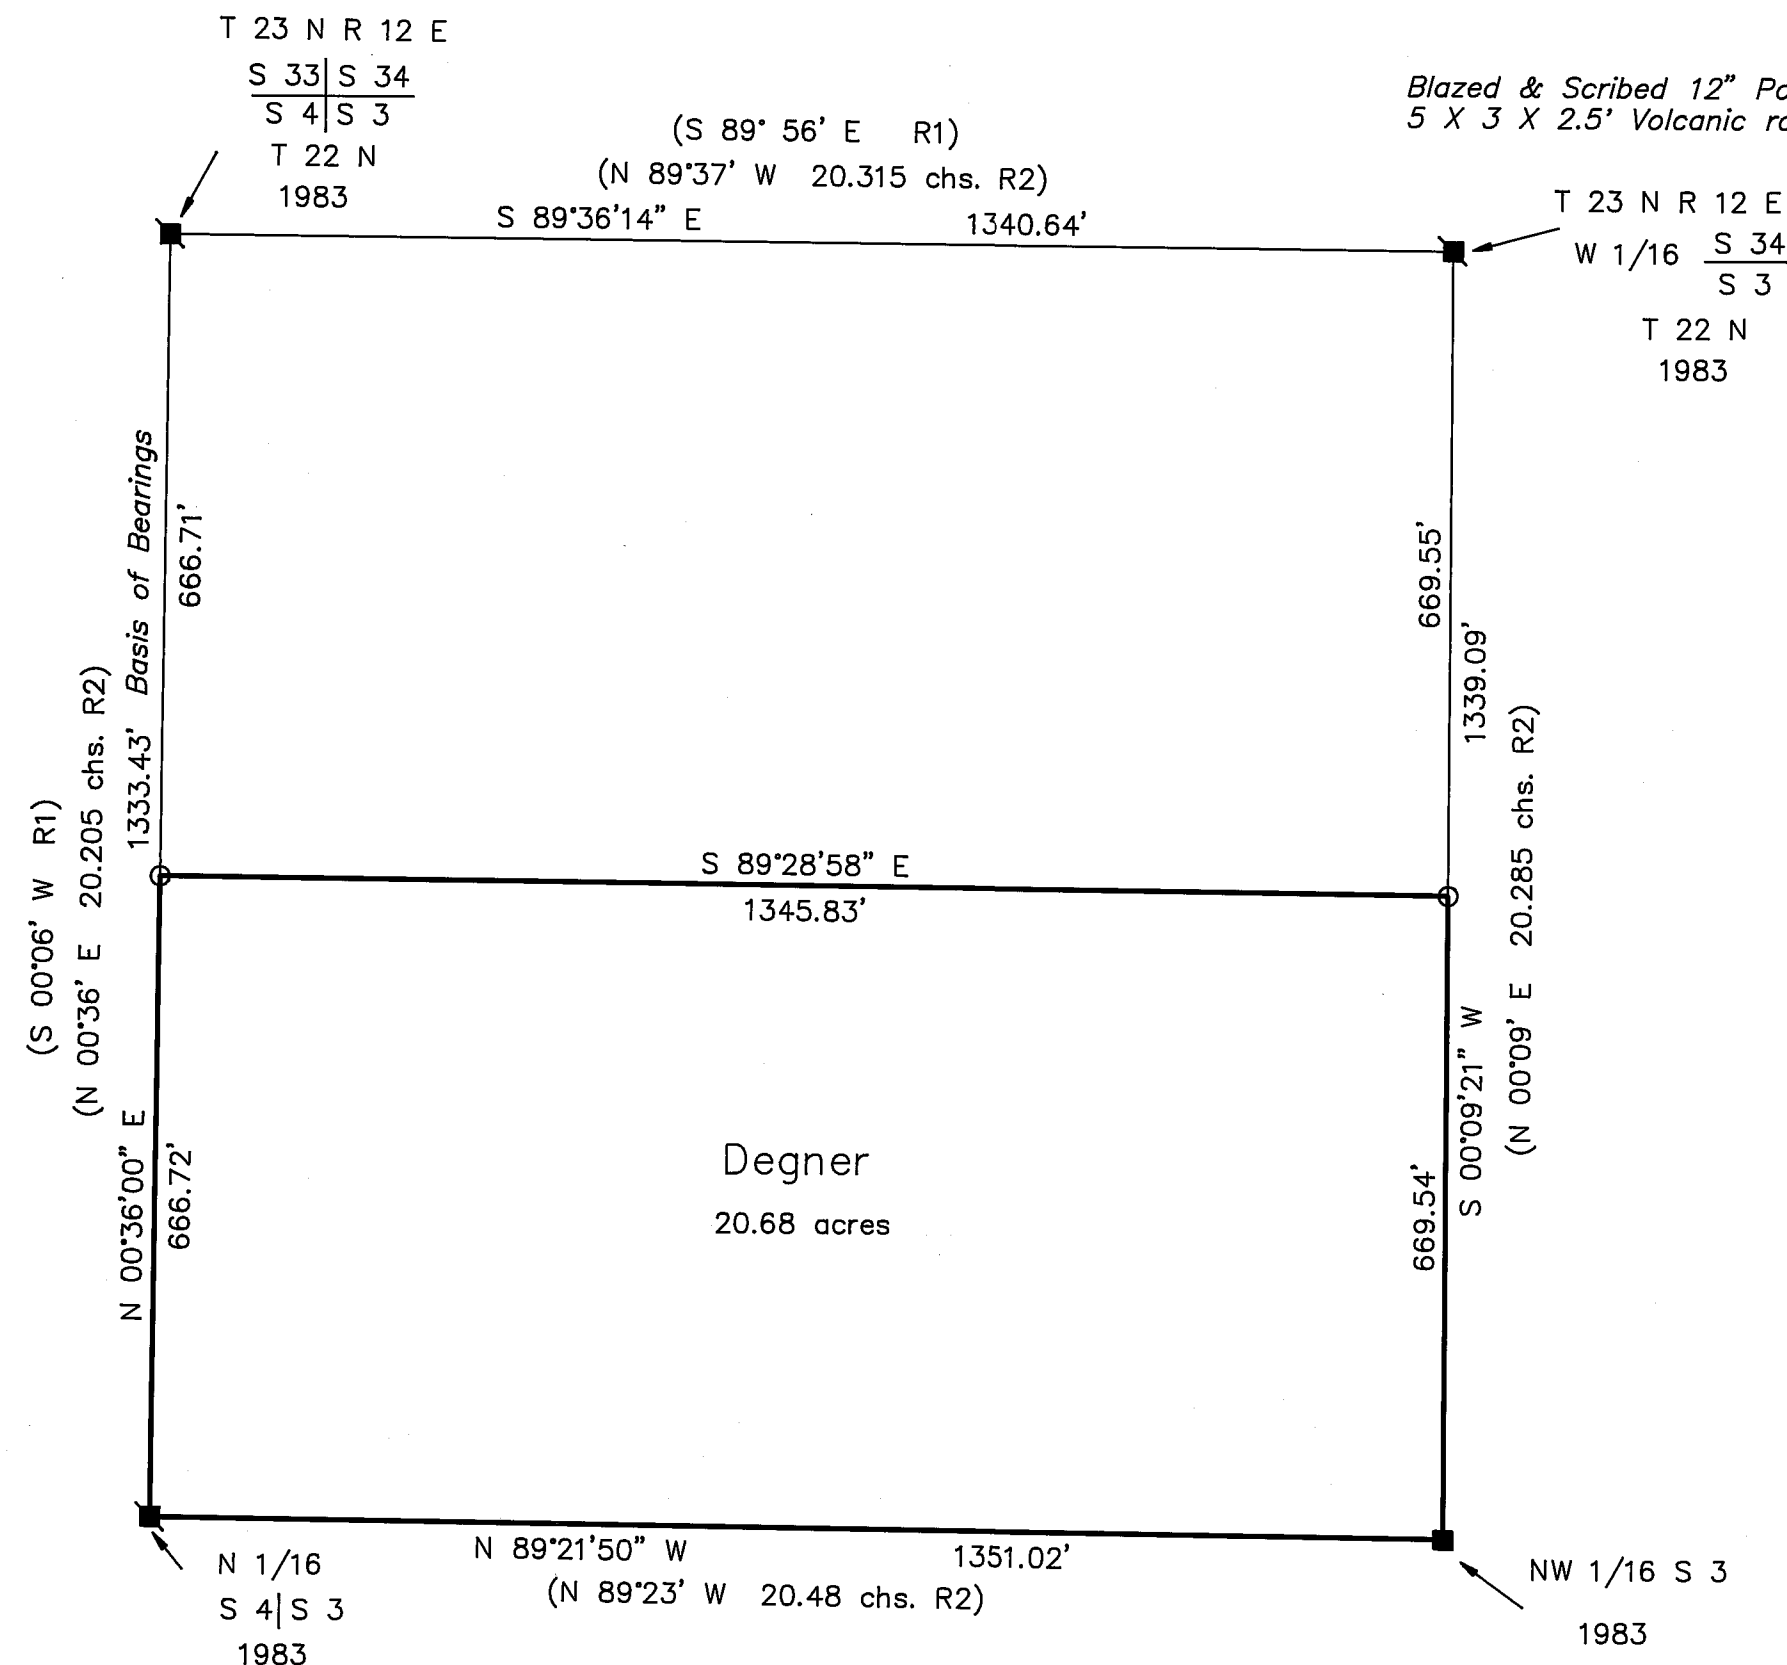 T 23 N R 12 E
S 33 S 34
S 4 S 3
T 22 N
1983
(S 89° 56' E R1)
(N 89°37' W 20.315 chs. R2)
S 89°36'14" E 1340.64'
Blazed & Scribed 12"
5 X 3 X 2.5' Volcanic
T 23 N R 12 E
W 1/16 S 34
S 3
T 22 N
1983
666.71'
1333.43' Basis of Bearings
(N 00°36' E 20.205 chs. R2)
(S 00°06' W R1)
669.55'
1339.09'
(N 00°09' E 20.285 chs. R2)
S 89°28'58" E
1345.83'
N 00°36'00" E
666.72'
Degner
20.68 acres
669.54'
S 00°09'21" W
N 89°21'50" W 1351.02'
(N 89°23' W 20.48 chs. R2)
N 1/16
S 4 S 3
1983
NW 1/16 S 3
1983